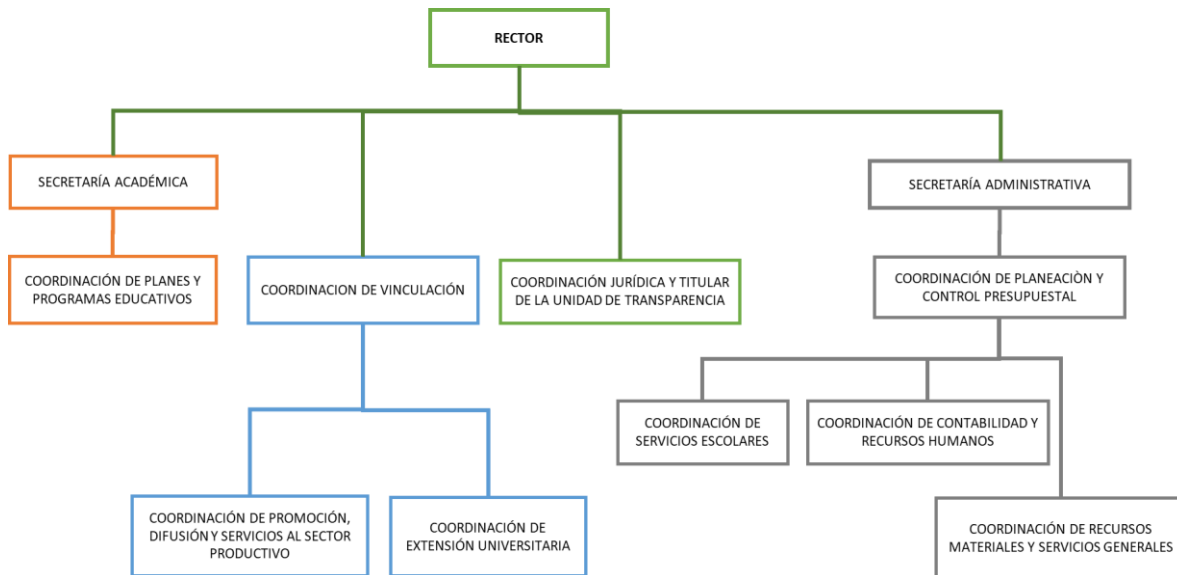 RECTOR
SECRETARÍA ACADÉMICA
SECRETARÍA ADMINISTRATIVA
COORDINACIÓN DE PLANES Y
PROGRAMAS EDUCATIVOS
COORDINACION DE VINCULACIÓN
COORDINACIÓN JURÍDICA Y TITULAR
DE LA UNIDAD DE TRANSPARENCIA
COORDINACIÓN DE PLANEACIÒN Y
CONTROL PRESUPUESTAL
COORDINACIÓN DE
SERVICIOS ESCOLARES
COORDINACIÓN DE CONTABILIDAD Y
RECURSOS HUMANOS
COORDINACIÓN DE PROMOCIÓN,
DIFUSIÓN Y SERVICIOS AL SECTOR
PRODUCTIVO
COORDINACIÓN DE
EXTENSIÓN UNIVERSITARIA
COORDINACIÓN DE RECURSOS
MATERIALES Y SERVICIOS GENERALES